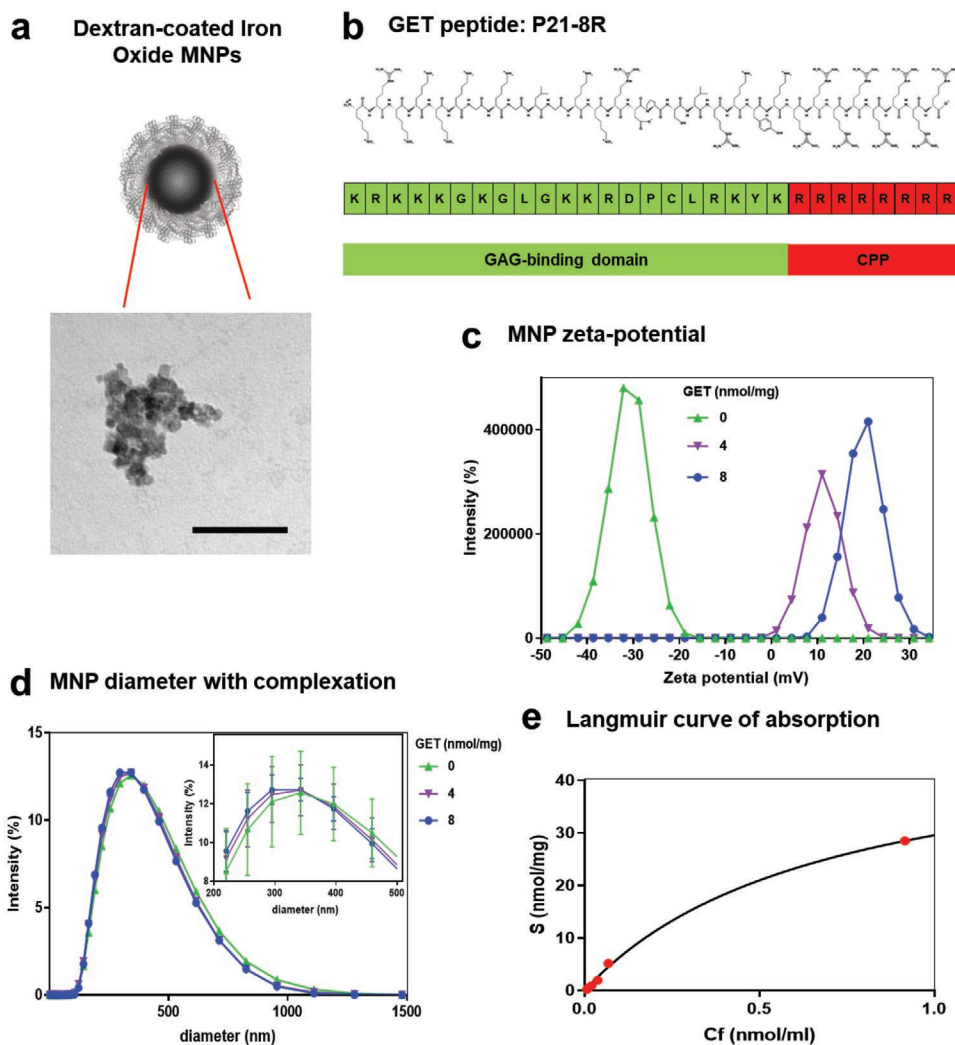 a
Dextran-coated Iron
Oxide MNPs
b
GET peptide: P21-8R
K R K K K G K G L G K K R D P C L R K Y K R R R R R R R R
GAG-binding domain
CPP
c
MNP zeta-potential
GET (nmol/mg)
0
4
8
Intensity (%)
400000
200000
0
-50 -40 -30 -20 -10 0 10 20 30
Zeta potential (mV)
d
MNP diameter with complexation
GET (nmol/mg)
0
4
8
Intensity (%)
15
10
5
0
0 500 1000 1500
diameter (nm)
Intensity (%)
14
12
10
8
200 300 400 500
diameter (nm)
e
Langmuir curve of absorption
S (nmol/mg)
40
30
20
10
0
0.0 0.5 1.0
Cf (nmol/ml)